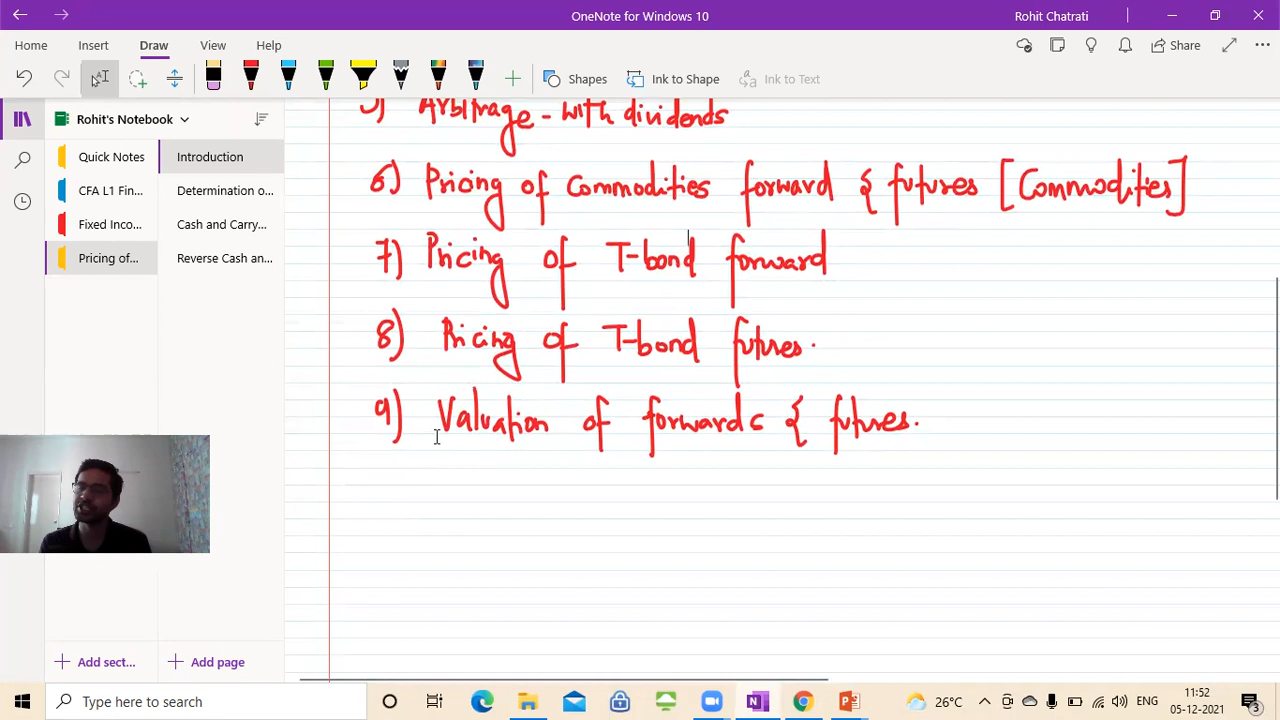 OneNote for Windows 10
Rohit Chatrati
Home
Insert
Draw
View
Help
Share
Shapes
Ink to Shape
Ink to Text
Rohit's Notebook
Quick Notes
CFA L1 Fin...
Fixed Inco...
Pricing of...
Introduction
Determination o...
Cash and Carry...
Reverse Cash an...
5) Arbitrage - with dividends
6) Pricing of Commodities forward & futures [Commodities]
7) Pricing of T-bond forward
8) Pricing of T-bond futures.
9) Valuation of forwards & futures.
+ Add sect...
+ Add page
Type here to search
26°C
ENG
11:52
05-12-2021
3